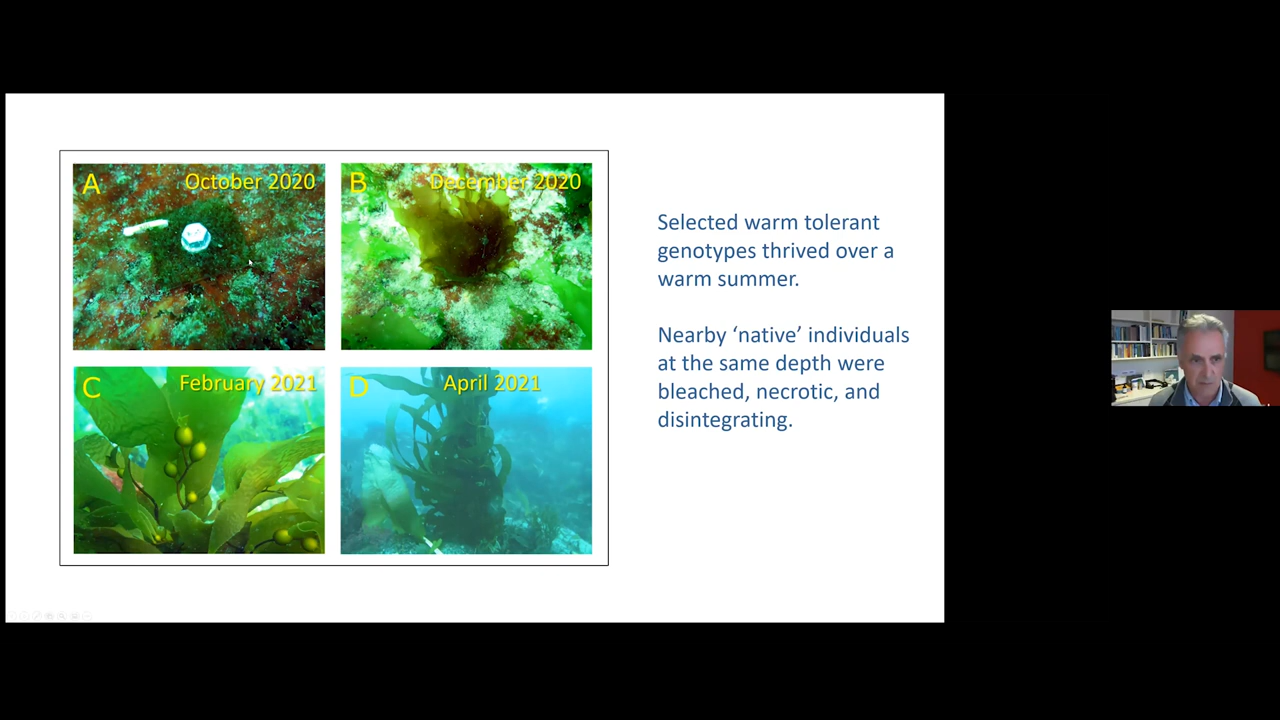 A
October 2020
B
December 2020
C
February 2021
D
April 2021
Selected warm tolerant
genotypes thrived over a
warm summer.
Nearby ‘native’ individuals
at the same depth were
bleached, necrotic, and
disintegrating.